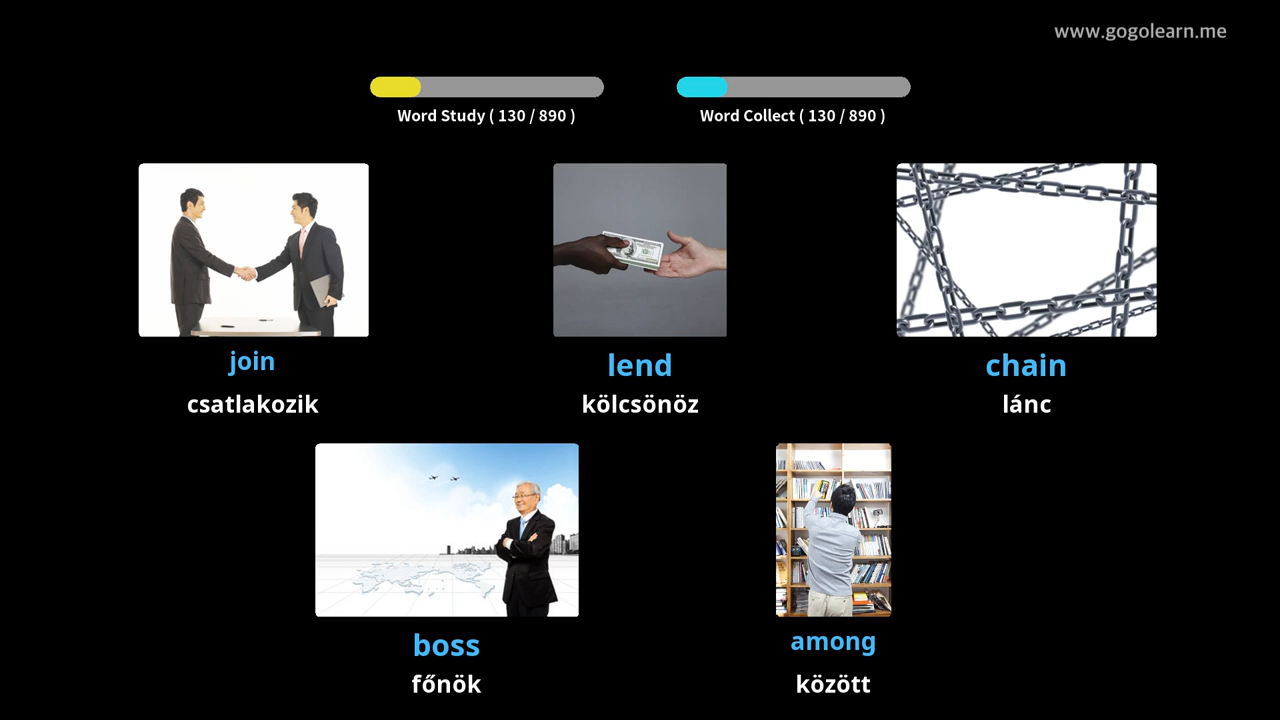 www.gogolearn.me
Word Study ( 130 / 890 )
Word Collect ( 130 / 890 )
join
lend
chain
csatlakozik
kölcsönöz
lánc
boss
among
főnök
között